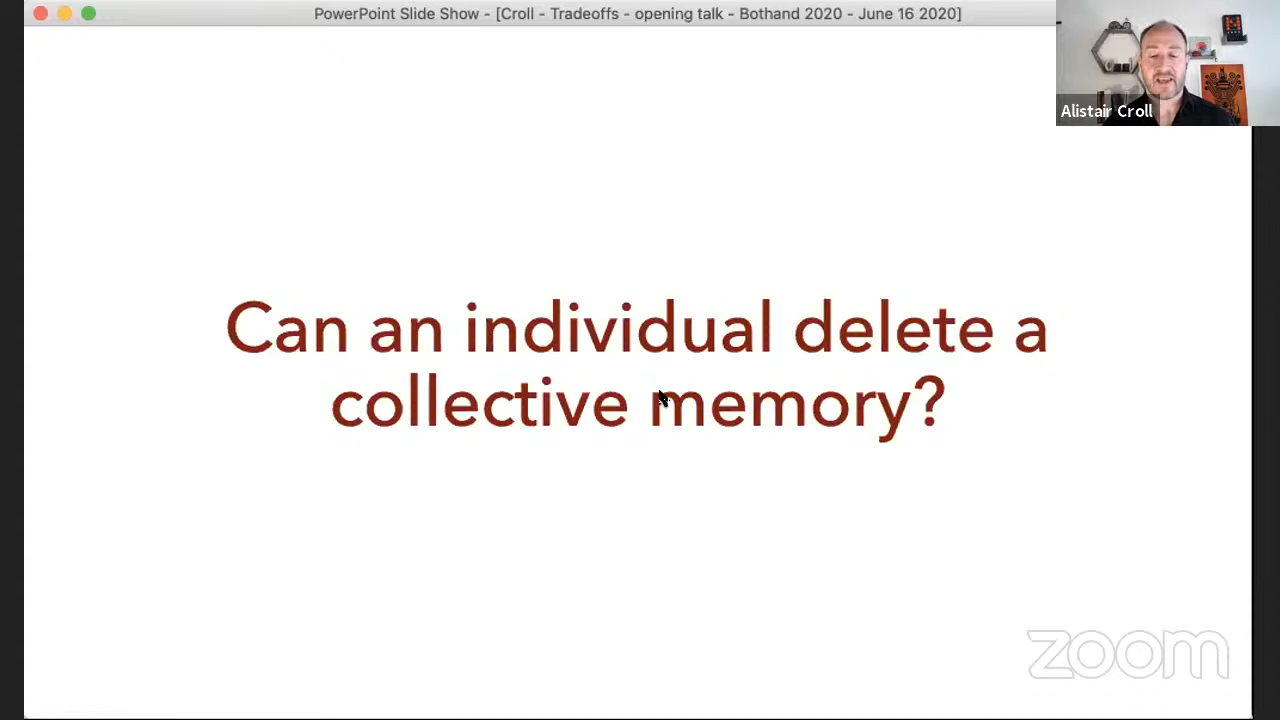 PowerPoint Slide Show - [Croll - Tradeoffs - opening talk - Bothand 2020 - June 16 2020]
Alistair Croll
Can an individual delete a
collective memory?
zoom